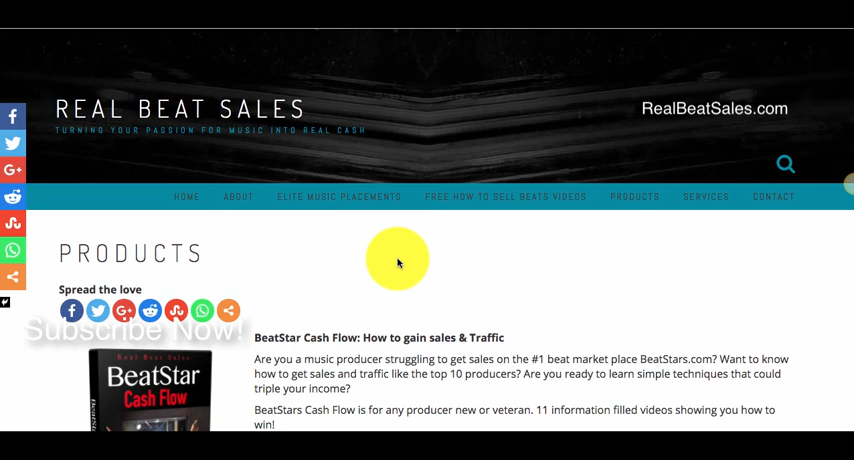 REAL BEAT SALES
TURNING YOUR PASSION FOR MUSIC INTO REAL CASH
RealBeatSales.com
HOME ABOUT ELITE MUSIC PLACEMENTS FREE HOW TO SELL BEATS VIDEOS PRODUCTS SERVICES CONTACT
PRODUCTS
Spread the love
Subscribe Now!
Real Beat Sales
BeatStar
Cash Flow
BeatStar Cash Flow: How to gain sales & Traffic
Are you a music producer struggling to get sales on the #1 beat market place BeatStars.com? Want to know
how to get sales and traffic like the top 10 producers? Are you ready to learn simple techniques that could
triple your income?
BeatStars Cash Flow is for any producer new or veteran. 11 information filled videos showing you how to
win!